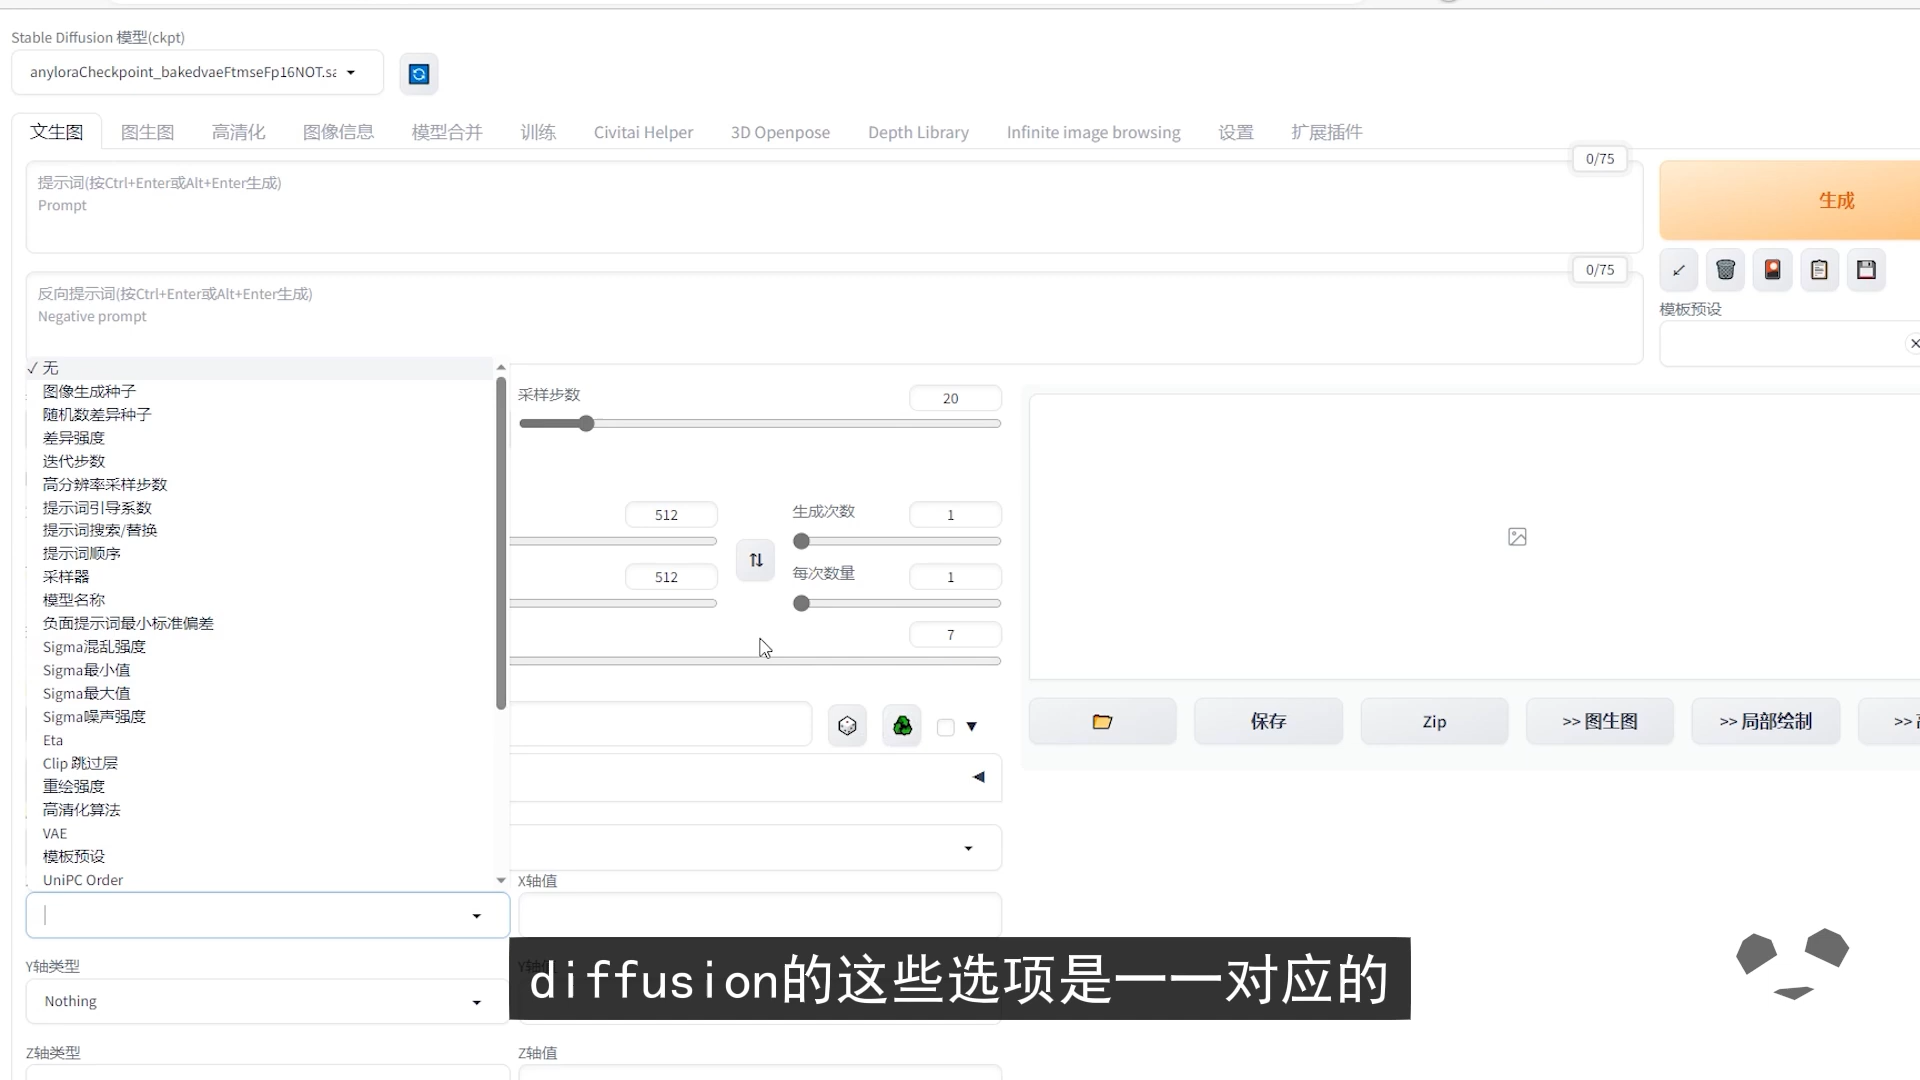 Stable Diffusion 模型(ckpt)
anyloraCheckpoint_bakedvaeFtmseFp16NOT.sa
文生图 图生图 高清化 图像信息 模型合并 训练 Civitai Helper 3D Openpose Depth Library Infinite image browsing 设置 扩展插件
0/75
提示词(按Ctrl+Enter或Alt+Enter生成)
Prompt
生成
0/75
反向提示词(按Ctrl+Enter或Alt+Enter生成)
Negative prompt
模板预设
✓ 无
图像生成种子
随机数差异种子
差异强度
迭代步数
高分辨率采样步数
提示词引导系数
提示词搜索/替换
提示词顺序
采样器
模型名称
负面提示词最小标准偏差
Sigma混乱强度
Sigma最小值
Sigma最大值
Sigma噪声强度
Eta
Clip 跳过层
重绘强度
高清化算法
VAE
模板预设
UniPC Order
采样步数 20
512 生成次数 1
512 每次数量 1
7
保存 Zip >> 图生图 >> 局部绘制 >>
X轴值
Y轴类型
Nothing
diffusion的这些选项是一一对应的
Z轴类型 Z轴值